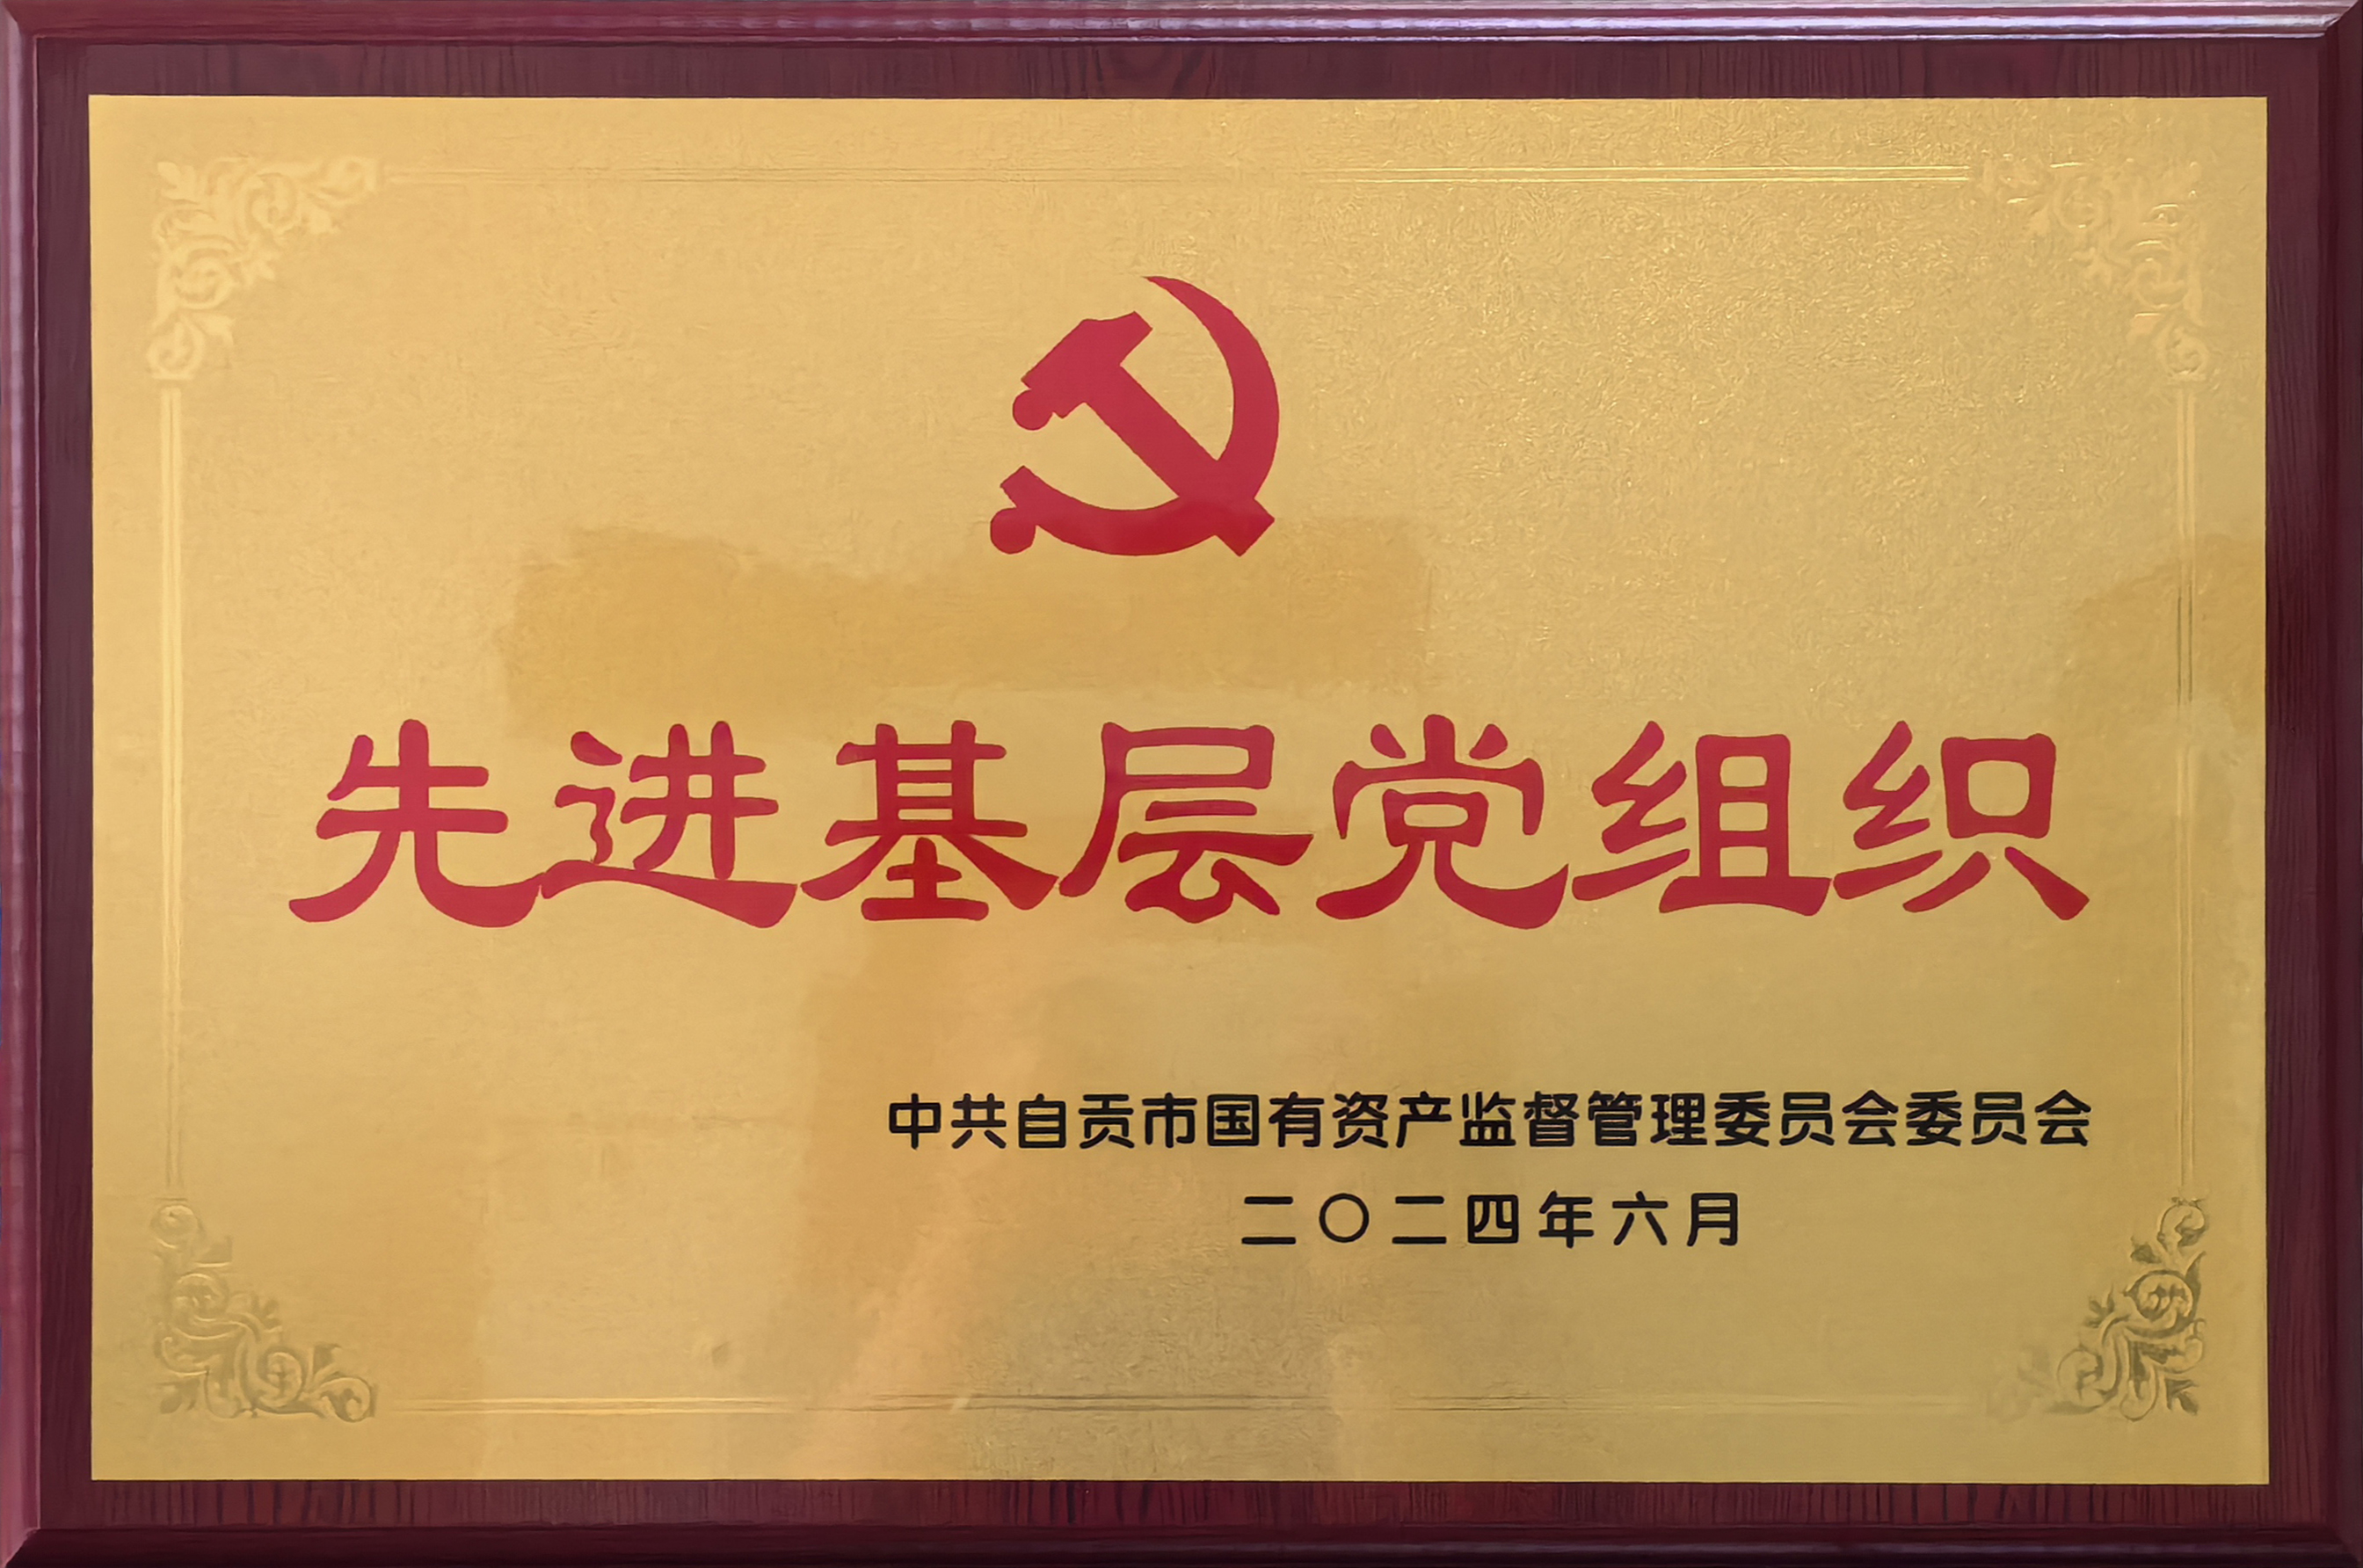 先进基层党组织
中共自贡市国有资产监督管理委员会委员会
二〇二四年六月